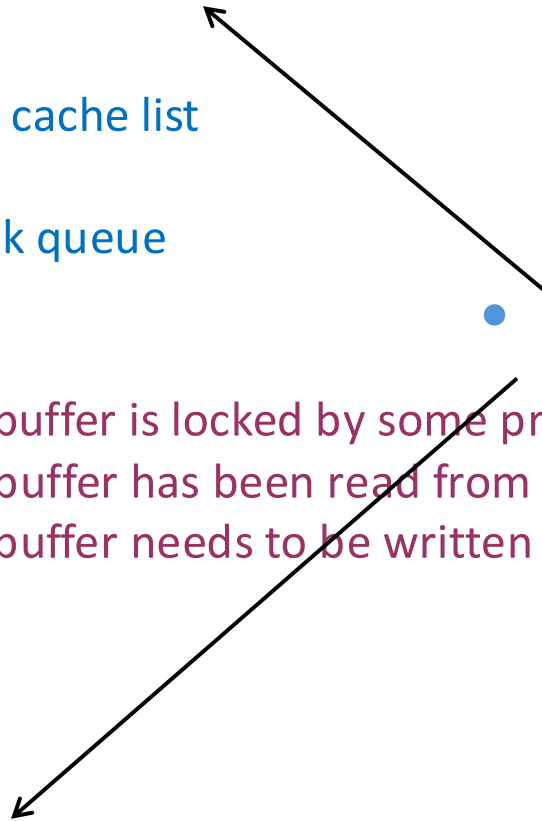 cache list
k queue
buffer is locked by some pr
buffer has been read from
buffer needs to be written